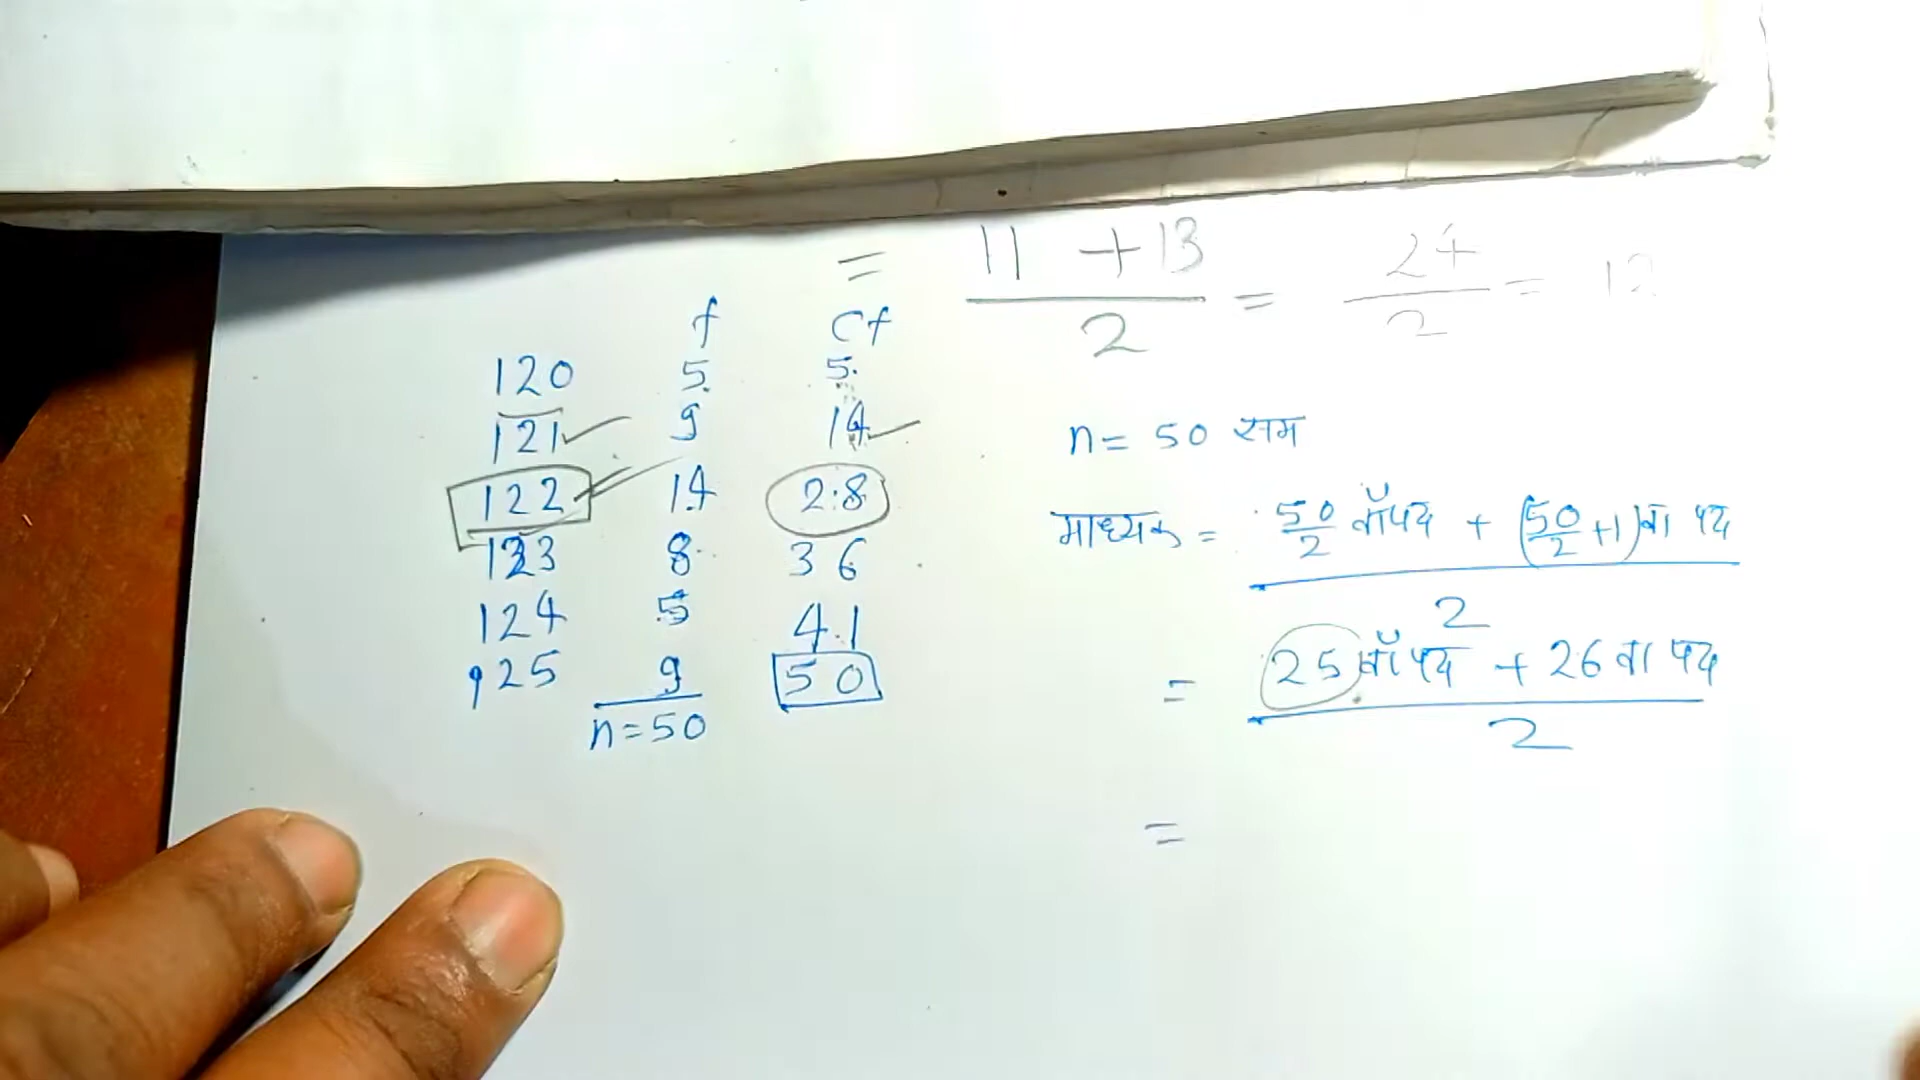 = 11 + 13 / 2 = 24 / 2 = 12
f cf
120 5 5
121 9 14
122 14 28
123 8 36
124 5 41
125 9 50
n=50
n = 50 सम
माध्यक = 50/2 वाँ पद + (50/2 +1) वा पद / 2
= 25 वाँ पद + 26 वा पद / 2
=